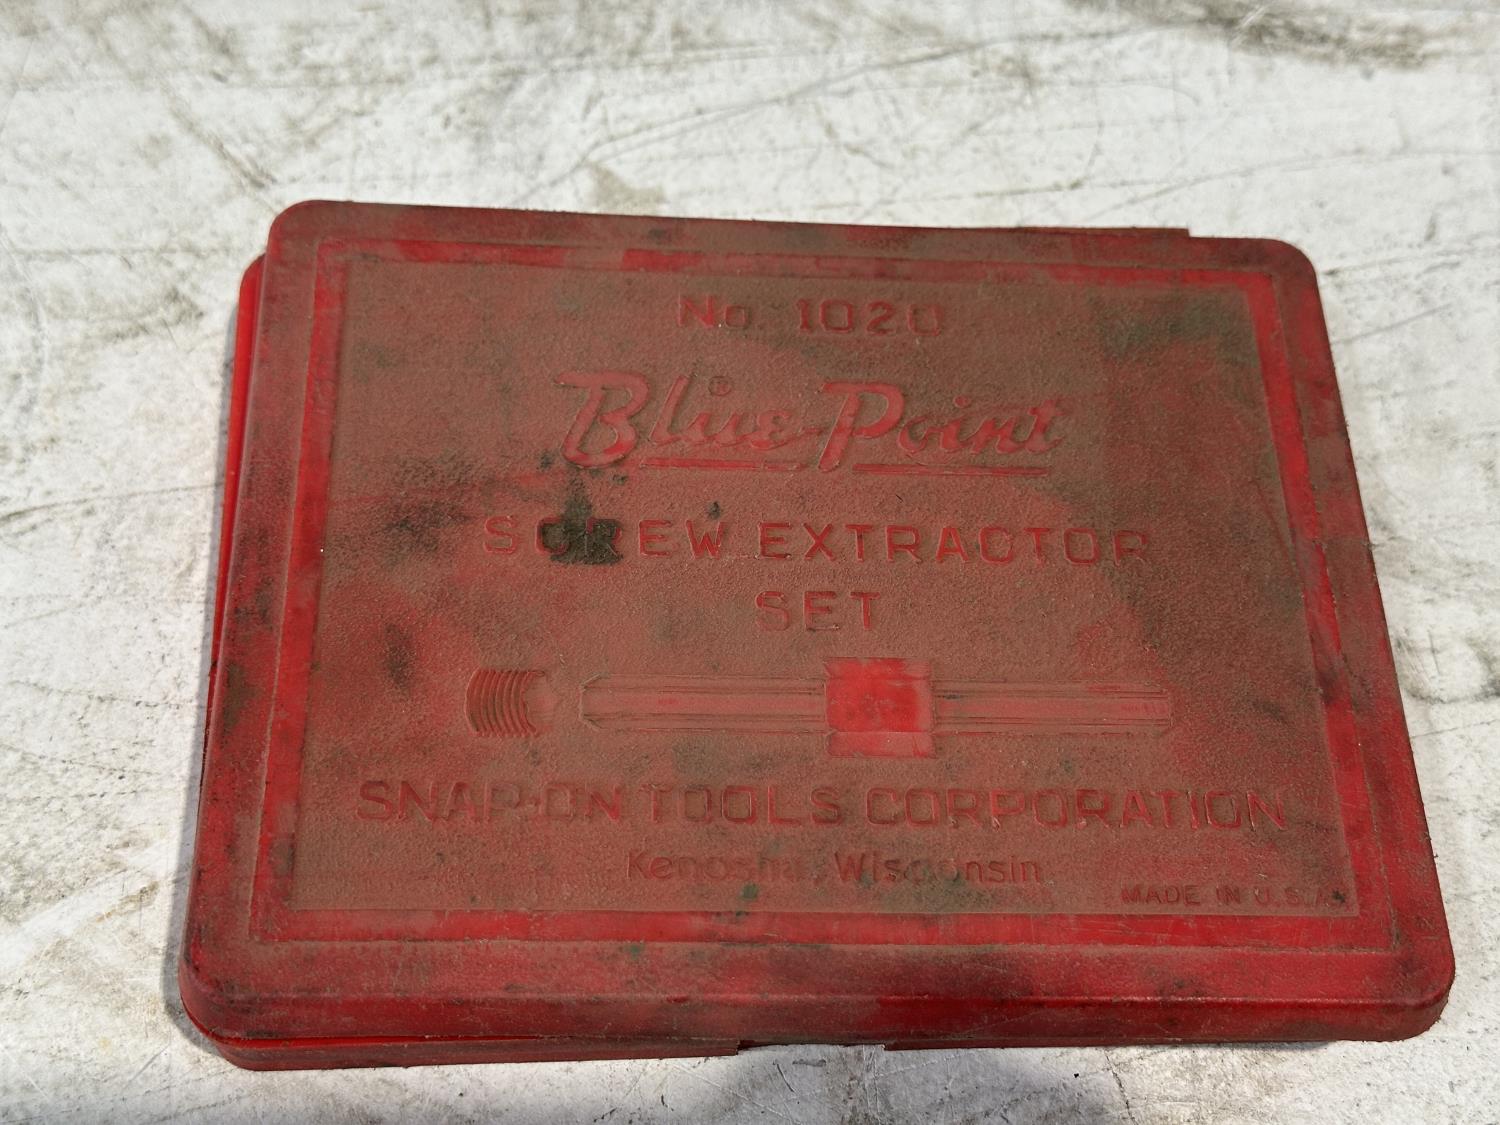 No. 1020
Blue-Point®
SCREW EXTRACTOR
SET
SNAP-ON TOOLS CORPORATION
Kenosha, Wisconsin
MADE IN U.S.A.